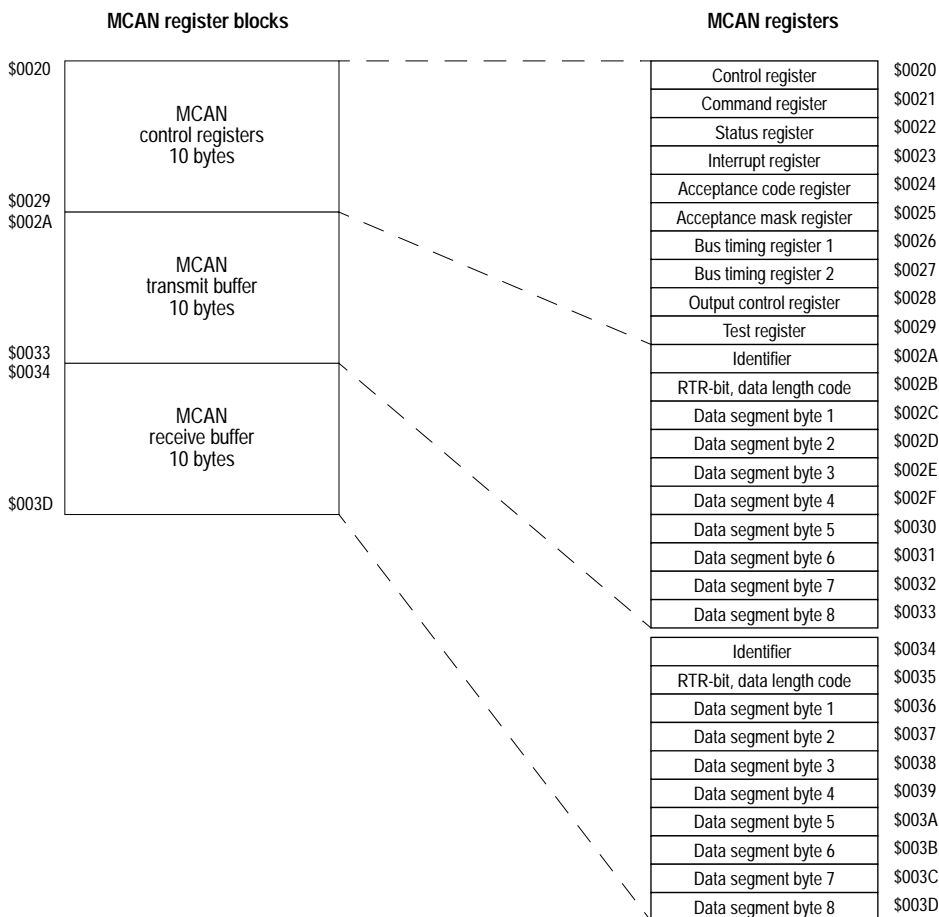 MCAN register blocks
$0020
MCAN
control registers
10 bytes
$0029
$002A
MCAN
transmit buffer
10 bytes
$0033
$0034
MCAN
receive buffer
10 bytes
$003D
MCAN registers
Control register $0020
Command register $0021
Status register $0022
Interrupt register $0023
Acceptance code register $0024
Acceptance mask register $0025
Bus timing register 1 $0026
Bus timing register 2 $0027
Output control register $0028
Test register $0029
Identifier $002A
RTR-bit, data length code $002B
Data segment byte 1 $002C
Data segment byte 2 $002D
Data segment byte 3 $002E
Data segment byte 4 $002F
Data segment byte 5 $0030
Data segment byte 6 $0031
Data segment byte 7 $0032
Data segment byte 8 $0033
Identifier $0034
RTR-bit, data length code $0035
Data segment byte 1 $0036
Data segment byte 2 $0037
Data segment byte 3 $0038
Data segment byte 4 $0039
Data segment byte 5 $003A
Data segment byte 6 $003B
Data segment byte 7 $003C
Data segment byte 8 $003D